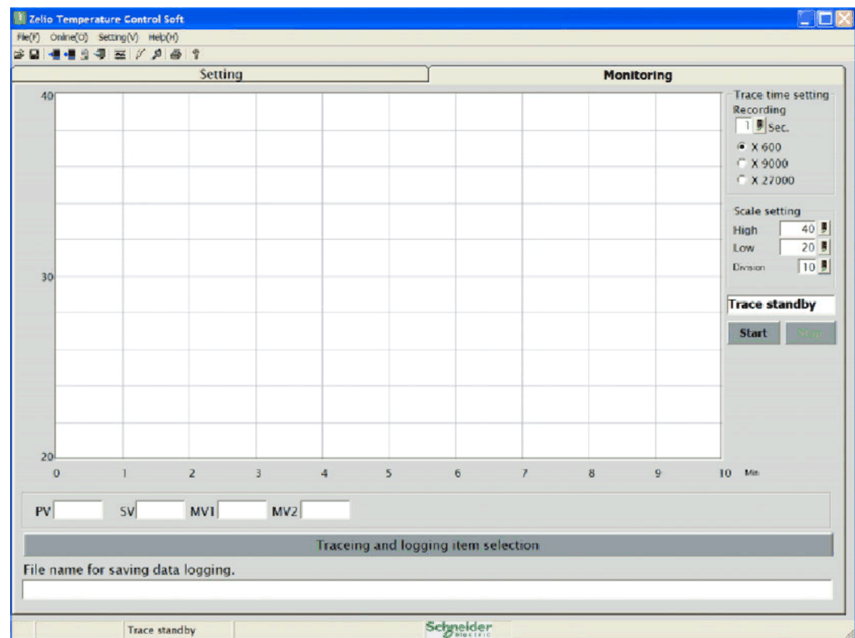 Zelio Temperature Control Soft
File(F) Online(O) Setting(V) Help(H)
Setting
Monitoring
40
30
20
0 1 2 3 4 5 6 7 8 9 10 Min
Trace time setting
Recording
1 Sec.
X 600
X 9000
X 27000
Scale setting
High 40
Low 20
Division 10
Trace standby
Start Stop
PV SV MV1 MV2
Traceing and logging item selection
File name for saving data logging.
Trace standby
Schneider
Electric